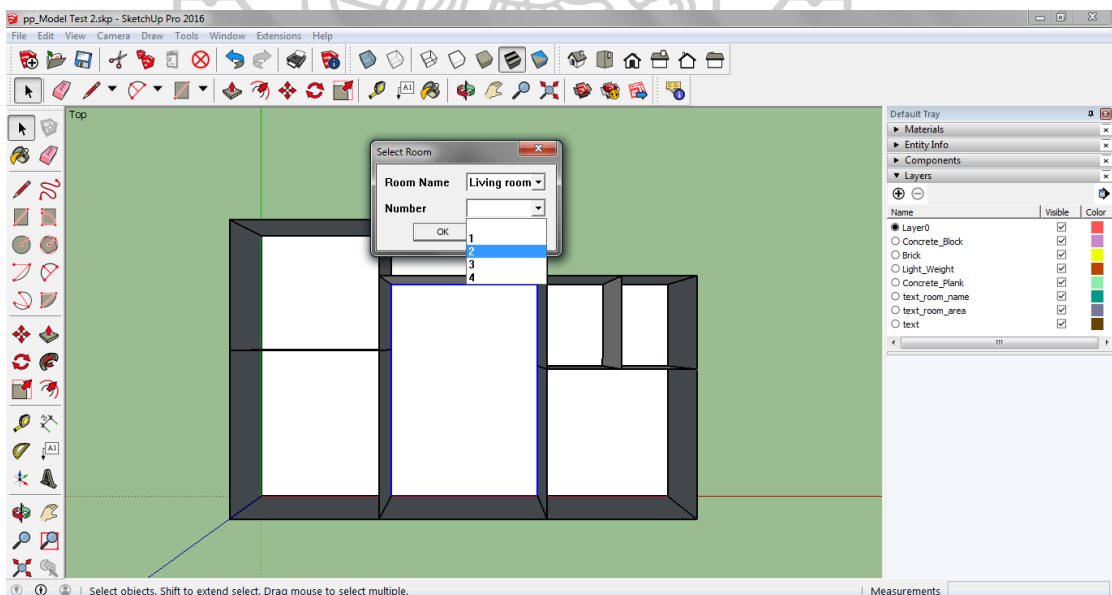 pp_Model Test 2.skp - SketchUp Pro 2016
File Edit View Camera Draw Tools Window Extensions Help
A1
Top
Default Tray
Materials
Entity Info
Components
Layers
Select Room
Room Name Living room
Number
OK
1
2
3
4
Name Visible Color
Layer0
Concrete_Block
Brick
Light_Weight
Concrete_Plank
text_room_name
text_room_area
text
A1
Select objects. Shift to extend select. Drag mouse to select multiple.
Measurements